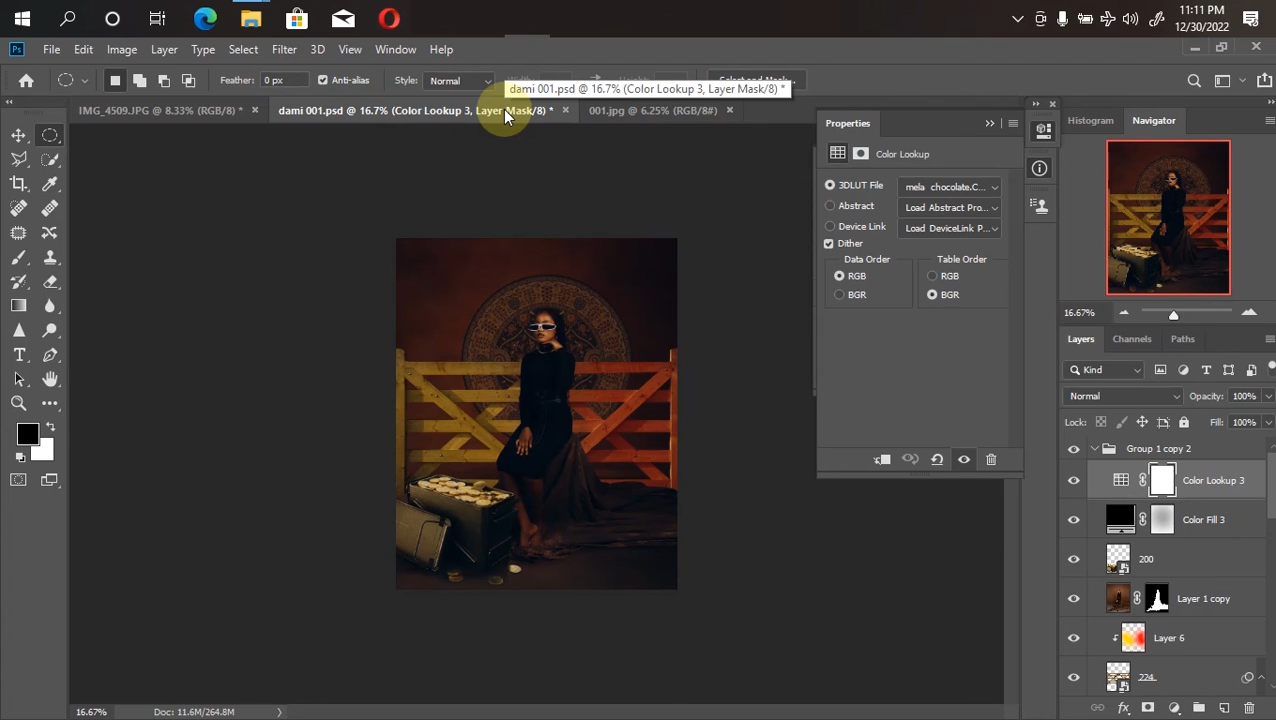 11:11 PM
12/30/2022
Ps File Edit Image Layer Type Select Filter 3D View Window Help
Feather: 0 px Anti-alias Style: Normal
dami 001.psd @ 16.7% (Color Lookup 3, Layer Mask/8) *
IMG_4509.JPG @ 8.33% (RGB/8) * × dami 001.psd @ 16.7% (Color Lookup 3, Layer Mask/8) * × 001.jpg @ 6.25% (RGB/8#) ×
Properties
Color Lookup
3DLUT File mela chocolate.C...
Abstract Load Abstract Pro...
Device Link Load DeviceLink P...
Dither
Data Order Table Order
RGB RGB
BGR BGR
Histogram Navigator
16.67%
Layers Channels Paths
Kind
Normal Opacity: 100%
Lock: Fill: 100%
Group 1 copy 2
Color Lookup 3
Color Fill 3
200
Layer 1 copy
Layer 6
224
16.67% Doc: 11.6M/264.8M